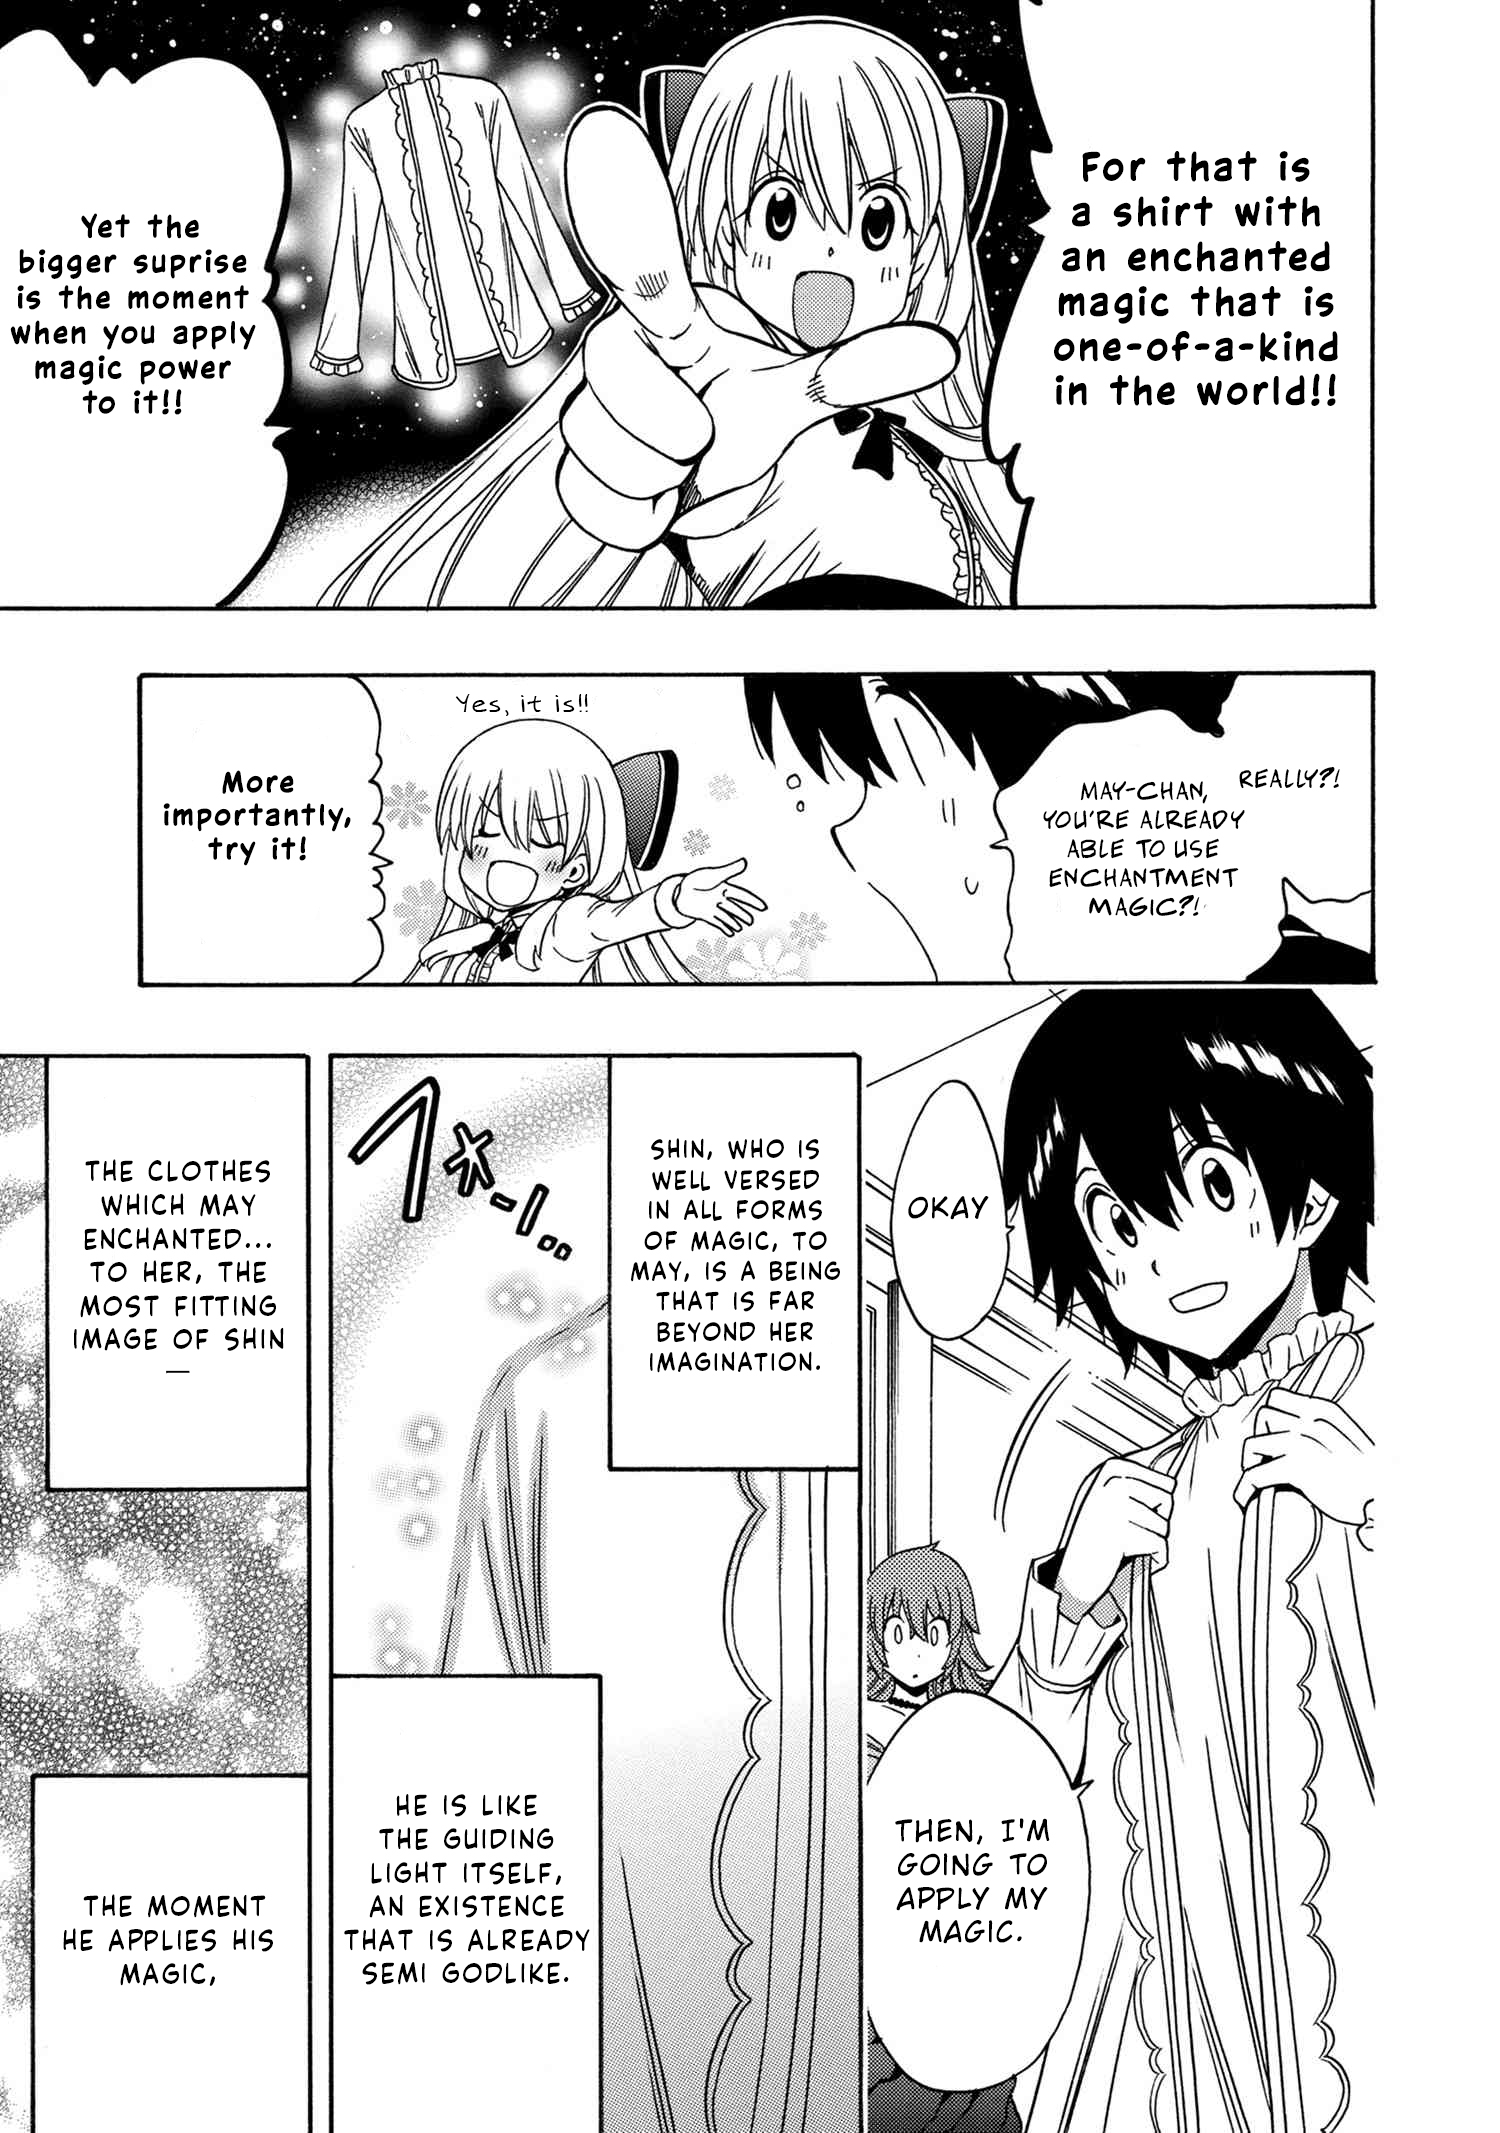 For that is
a shirt with
an enchanted
magic that is
one-of-a-kind
in the world!!
Yet the
bigger suprise
is the moment
when you apply
magic power
to it!!
REALLY?!
MAY-CHAN,
YOU'RE ALREADY
ABLE TO USE
ENCHANTMENT
MAGIC?!
Yes, it is!!
More
importantly,
try it!
OKAY
THEN, I'M
GOING TO
APPLY MY
MAGIC.
SHIN, WHO IS
WELL VERSED
IN ALL FORMS
OF MAGIC, TO
MAY, IS A BEING
THAT IS FAR
BEYOND HER
IMAGINATION.
フォーー..
HE IS LIKE
THE GUIDING
LIGHT ITSELF,
AN EXISTENCE
THAT IS ALREADY
SEMI GODLIKE.
THE CLOTHES
WHICH MAY
ENCHANTED...
TO HER, THE
MOST FITTING
IMAGE OF SHIN
—
THE MOMENT
HE APPLIES HIS
MAGIC,